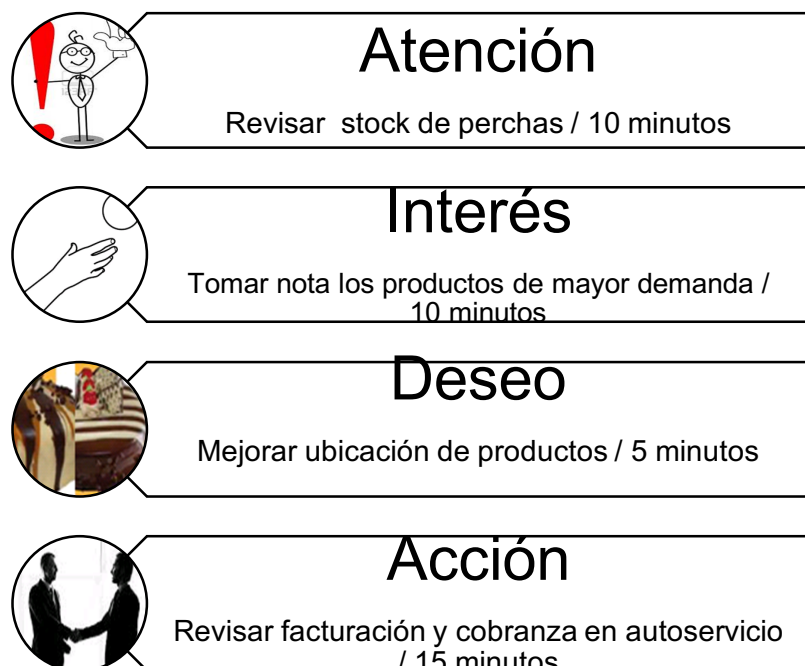 Atención
Revisar stock de perchas / 10 minutos
Interés
Tomar nota los productos de mayor demanda /
10 minutos
Deseo
Mejorar ubicación de productos / 5 minutos
Acción
Revisar facturación y cobranza en autoservicio
/ 15 minutos